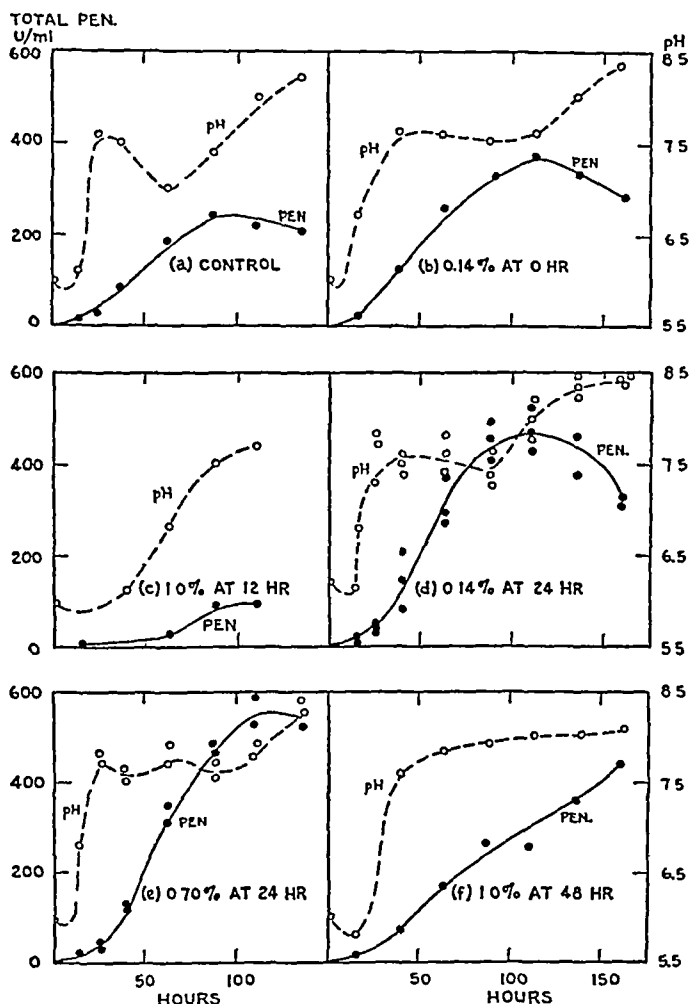 TOTAL PEN.
U/ml
pH
600
400
200
0
pH
PEN
(a) CONTROL
8 5
7 5
6 5
5 5
pH
PEN
(b) 0.14% AT 0 HR
600
400
200
0
pH
(c) 1 0% AT 12 HR
PEN
8 5
7.5
6.5
5 5
pH
PEN.
(d) 0 14% AT 24 HR
600
400
200
0
pH
PEN
(e) 0 70% AT 24 HR
50
100
HOURS
8 5
7.5
6.5
5.5
pH
PEN.
(f) 1 0% AT 48 HR
50
100
150
HOURS